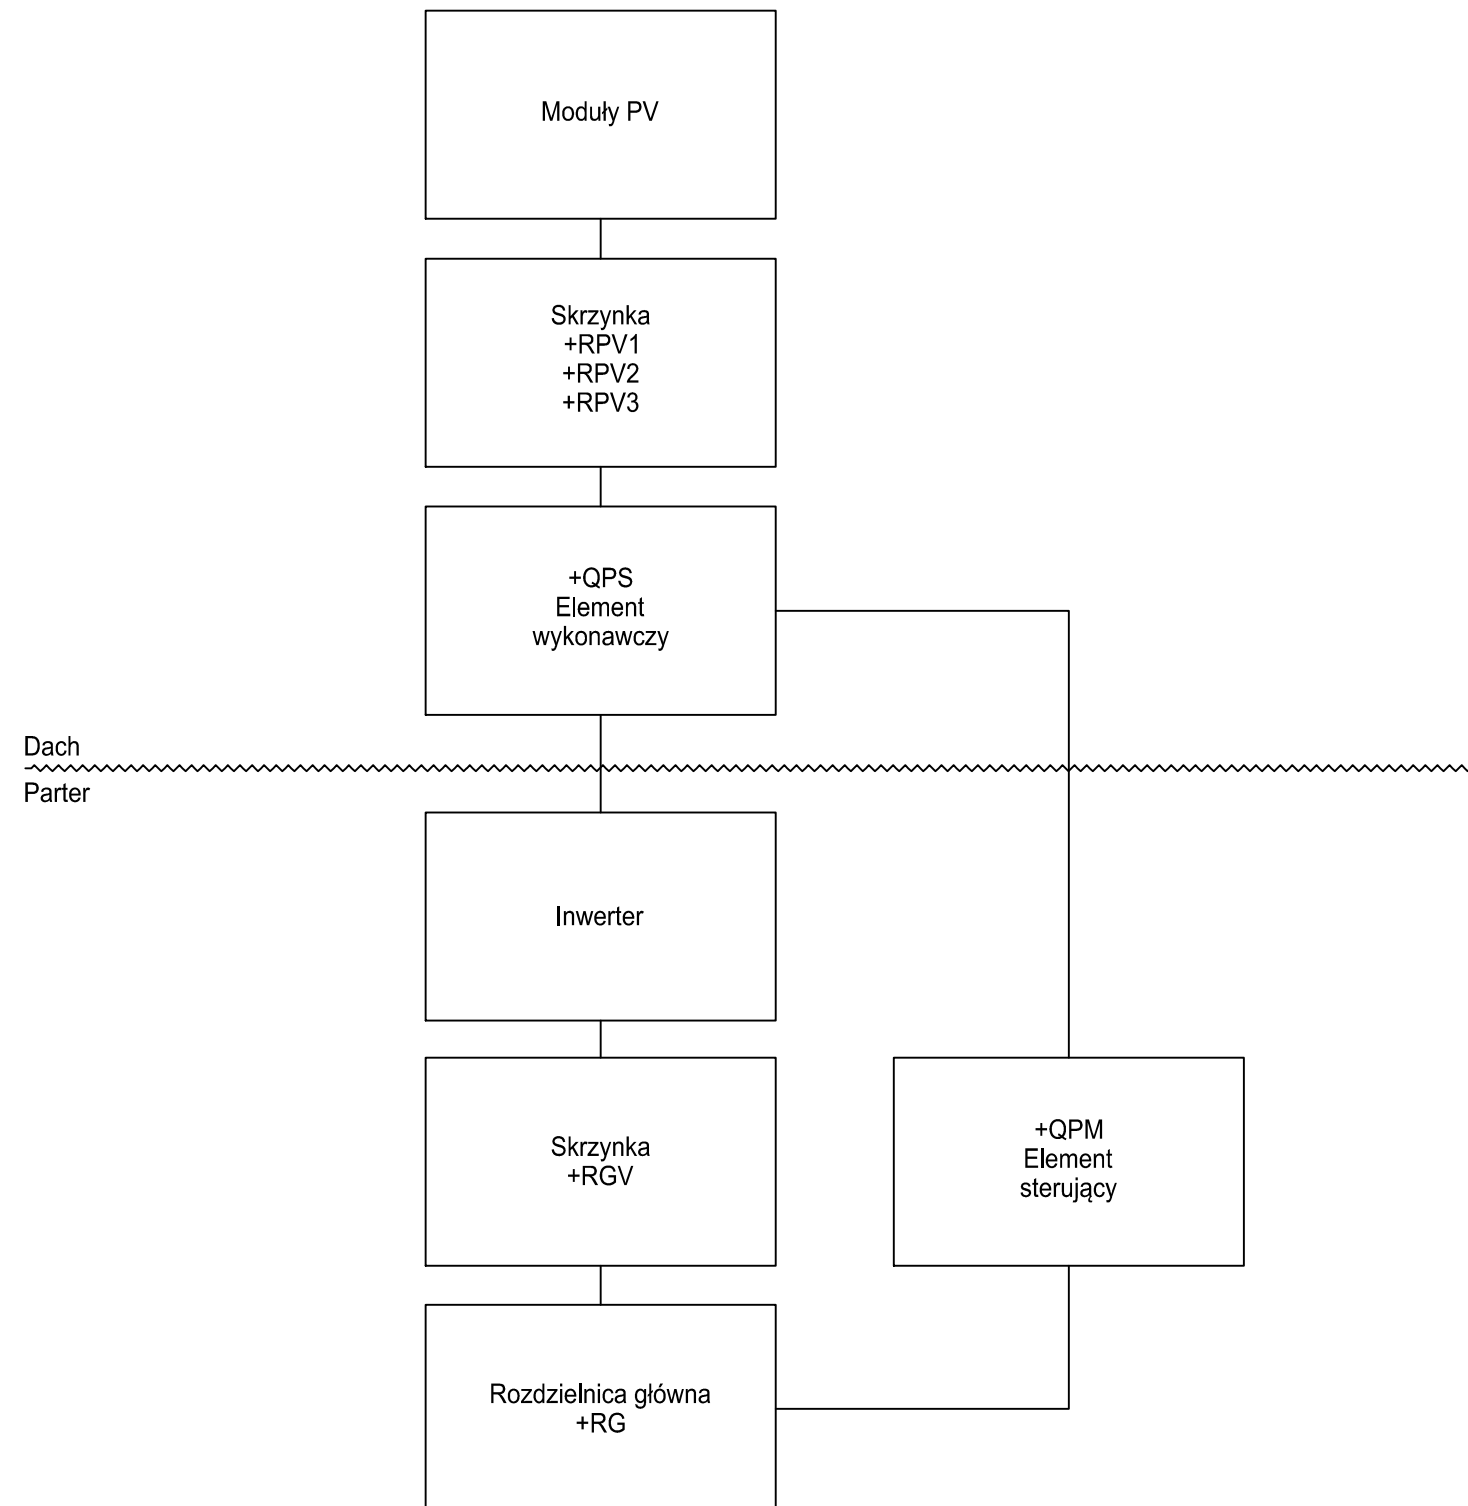 Moduły PV
Skrzynka
+RPV1
+RPV2
+RPV3
+QPS
Element
wykonawczy
Dach
Parter
Inwerter
Skrzynka
+RGV
+QPM
Element
sterujący
Rozdzielnica główna
+RG